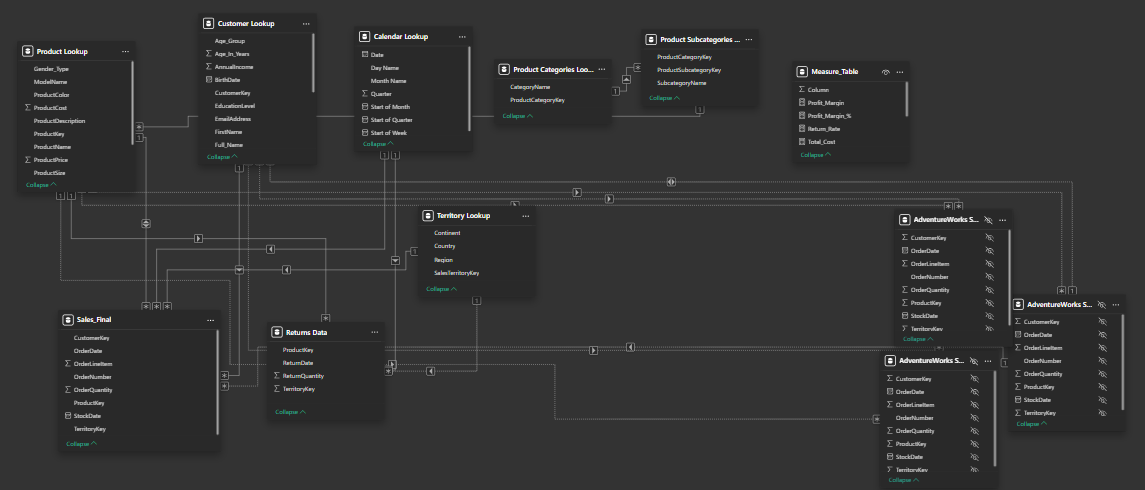 Product Lookup
Gender_Type
ModelName
ProductColor
ProductCost
ProductDescription
ProductKey
ProductName
ProductPrice
ProductSize
Collapse
Customer Lookup
Age_Group
Age_In_Years
AnnualIncome
BirthDate
CustomerKey
EducationLevel
EmailAddress
FirstName
Full_Name
Collapse
Calendar Lookup
Date
Day Name
Month Name
Quarter
Start of Month
Start of Quarter
Start of Week
Collapse
Product Categories Loo...
CategoryName
ProductCategoryKey
Collapse
Product Subcategories ...
ProductCategoryKey
ProductSubcategoryKey
SubcategoryName
Collapse
Measure_Table
Column
Profit_Margin
Profit_Margin_%
Return_Rate
Total_Cost
Collapse
Territory Lookup
Continent
Country
Region
SalesTerritoryKey
Collapse
Sales_Final
CustomerKey
OrderDate
OrderLineItem
OrderNumber
OrderQuantity
ProductKey
StockDate
TerritoryKey
Collapse
Returns Data
ProductKey
ReturnDate
ReturnQuantity
TerritoryKey
Collapse
AdventureWorks S...
CustomerKey
OrderDate
OrderLineItem
OrderNumber
OrderQuantity
ProductKey
StockDate
TerritoryKey
Collapse
AdventureWorks S...
CustomerKey
OrderDate
OrderLineItem
OrderNumber
OrderQuantity
ProductKey
StockDate
TerritoryKey
Collapse
AdventureWorks S...
CustomerKey
OrderDate
OrderLineItem
OrderNumber
OrderQuantity
ProductKey
StockDate
TerritoryKey
Collapse